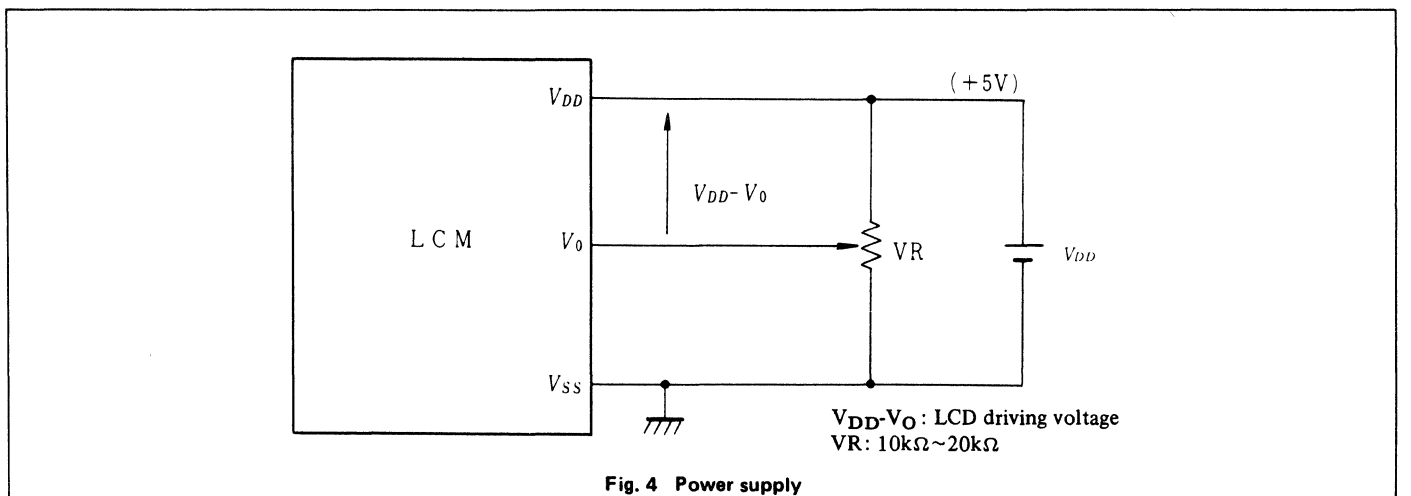 (+5V)
VDD
VDD-V0
LCM
V0
VR
VDD
VSS
VDD-VO: LCD driving voltage
VR: 10kΩ~20kΩ
Fig. 4 Power supply